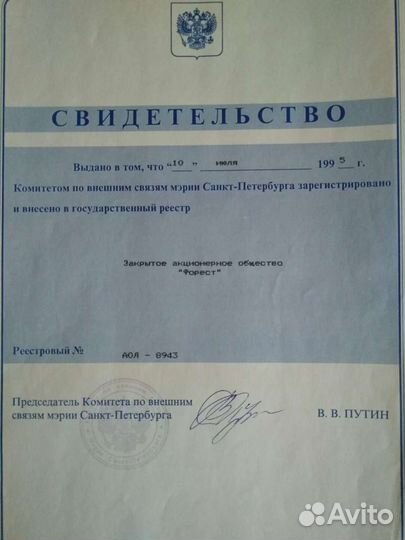 СВИДЕТЕЛЬСТВО
Выдано в том, что "10" июля 1995 г.
Комитетом по внешним связям мэрии Санкт-Петербурга зарегистрировано
и внесено в государственный реестр
Закрытое акционерное общество
"Форест"
Реестровый № АОЛ - 8943
Председатель Комитета по внешним
связям мэрии Санкт-Петербурга
В. В. ПУТИН
Avito